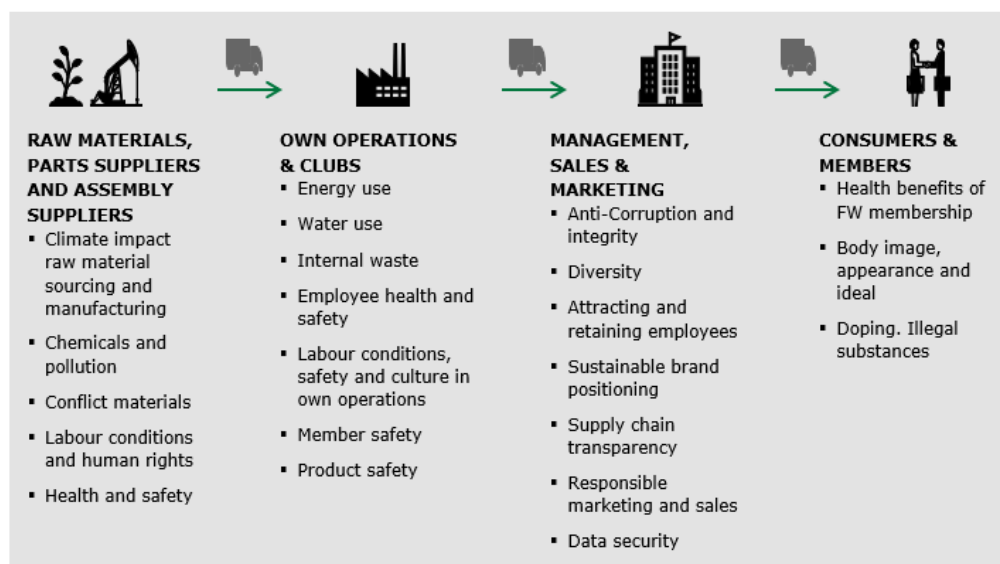 RAW MATERIALS,
PARTS SUPPLIERS
AND ASSEMBLY
SUPPLIERS
▪ Climate impact
raw material
sourcing and
manufacturing
▪ Chemicals and
pollution
▪ Conflict materials
▪ Labour conditions
and human rights
▪ Health and safety
OWN OPERATIONS
& CLUBS
▪ Energy use
▪ Water use
▪ Internal waste
▪ Employee health and
safety
▪ Labour conditions,
safety and culture in
own operations
▪ Member safety
▪ Product safety
MANAGEMENT,
SALES &
MARKETING
▪ Anti-Corruption and
integrity
▪ Diversity
▪ Attracting and
retaining employees
▪ Sustainable brand
positioning
▪ Supply chain
transparency
▪ Responsible
marketing and sales
▪ Data security
CONSUMERS &
MEMBERS
▪ Health benefits of
FW membership
▪ Body image,
appearance and
ideal
▪ Doping. Illegal
substances